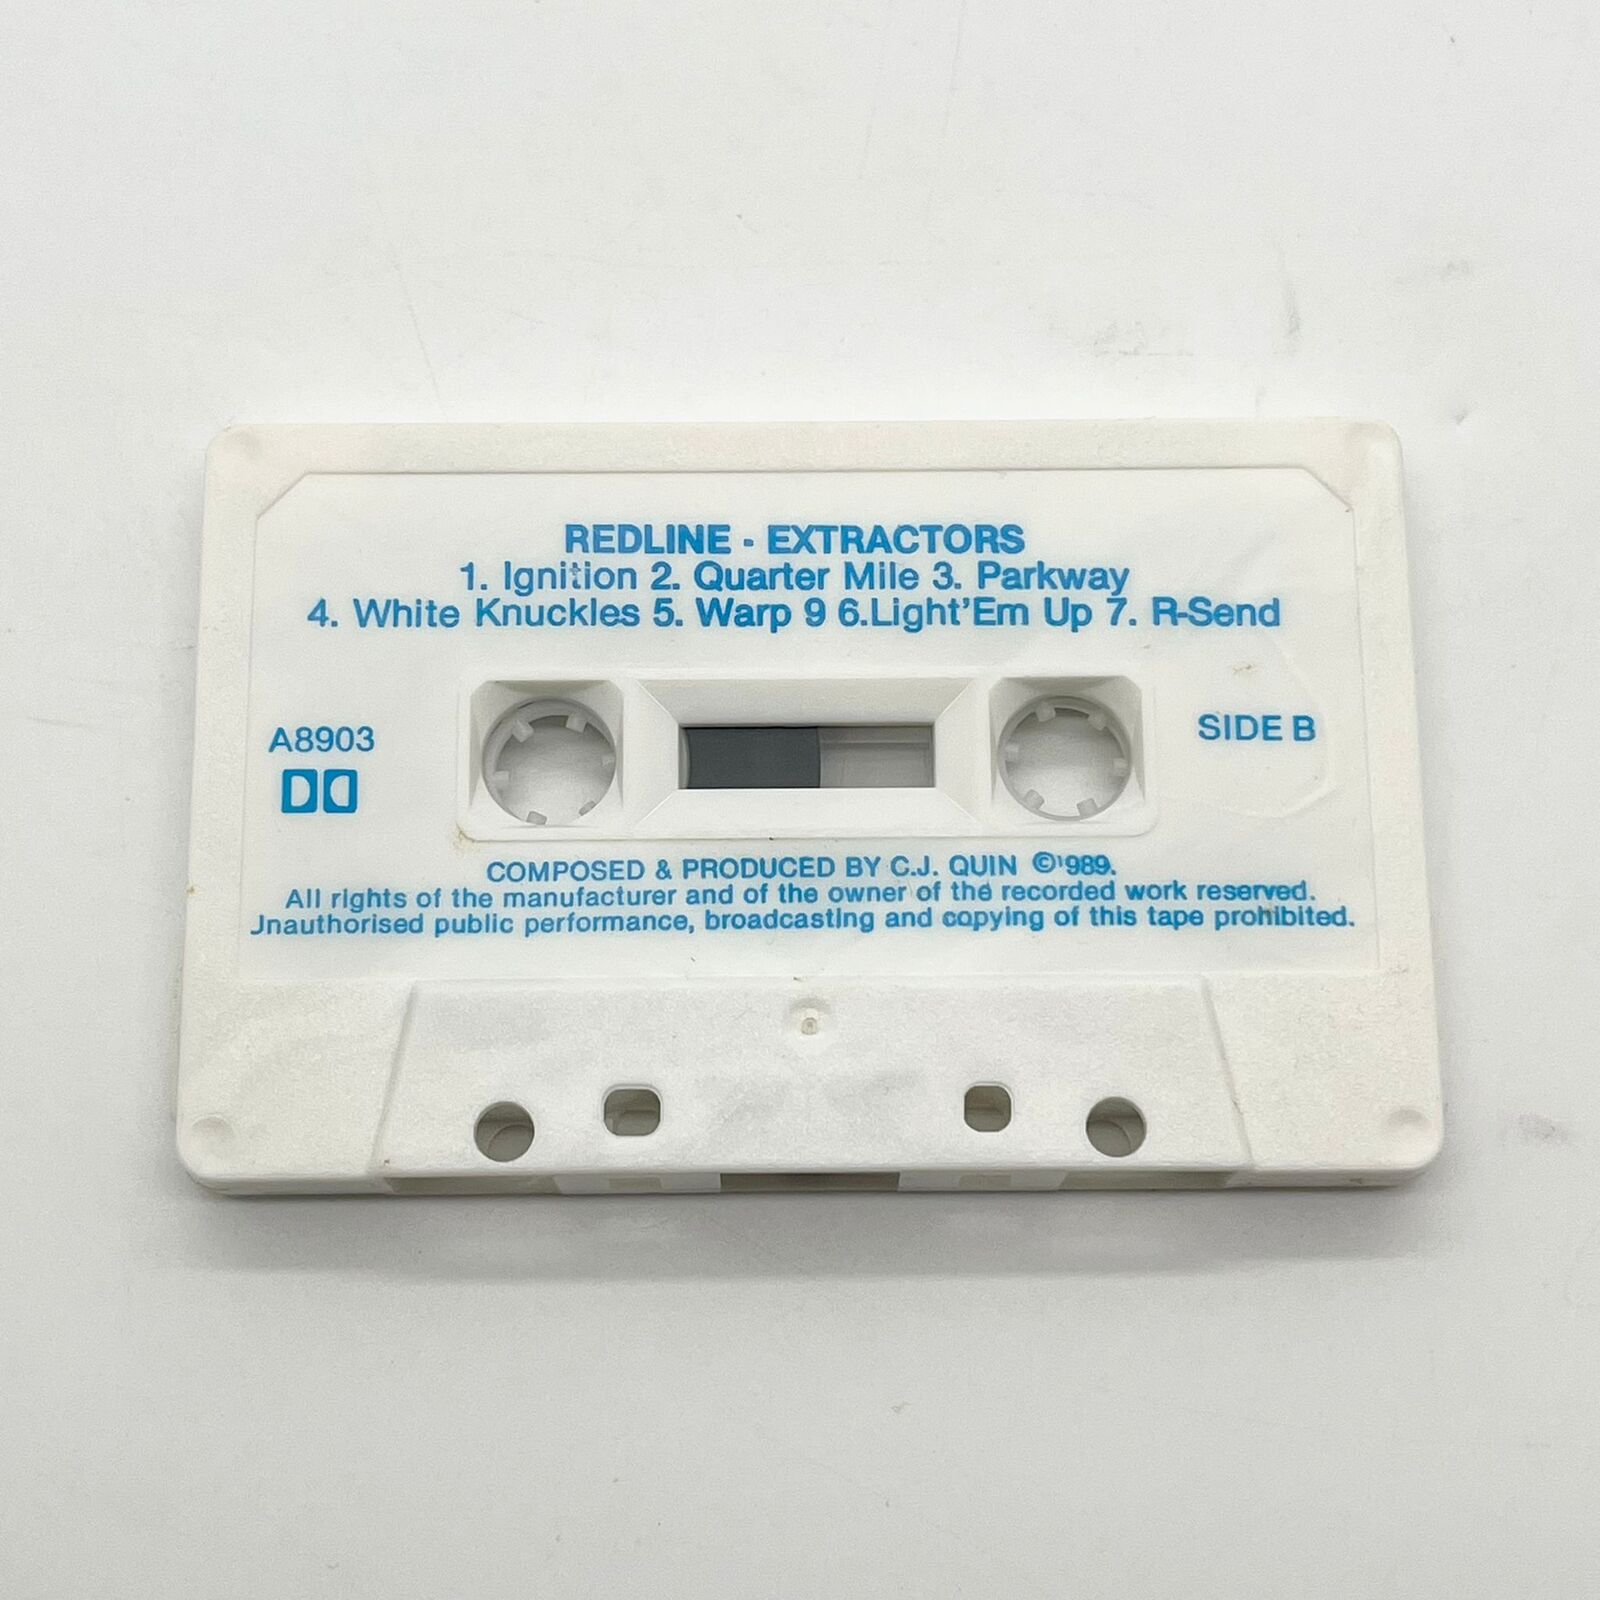 REDLINE - EXTRACTORS
1. Ignition 2. Quarter Mile 3. Parkway
4. White Knuckles 5. Warp 9 6.Light'Em Up 7. R-Send
A8903
SIDE B
COMPOSED & PRODUCED BY C.J. QUIN ©1989.
All rights of the manufacturer and of the owner of the recorded work reserved.
Jnauthorised public performance, broadcasting and copying of this tape prohibited.